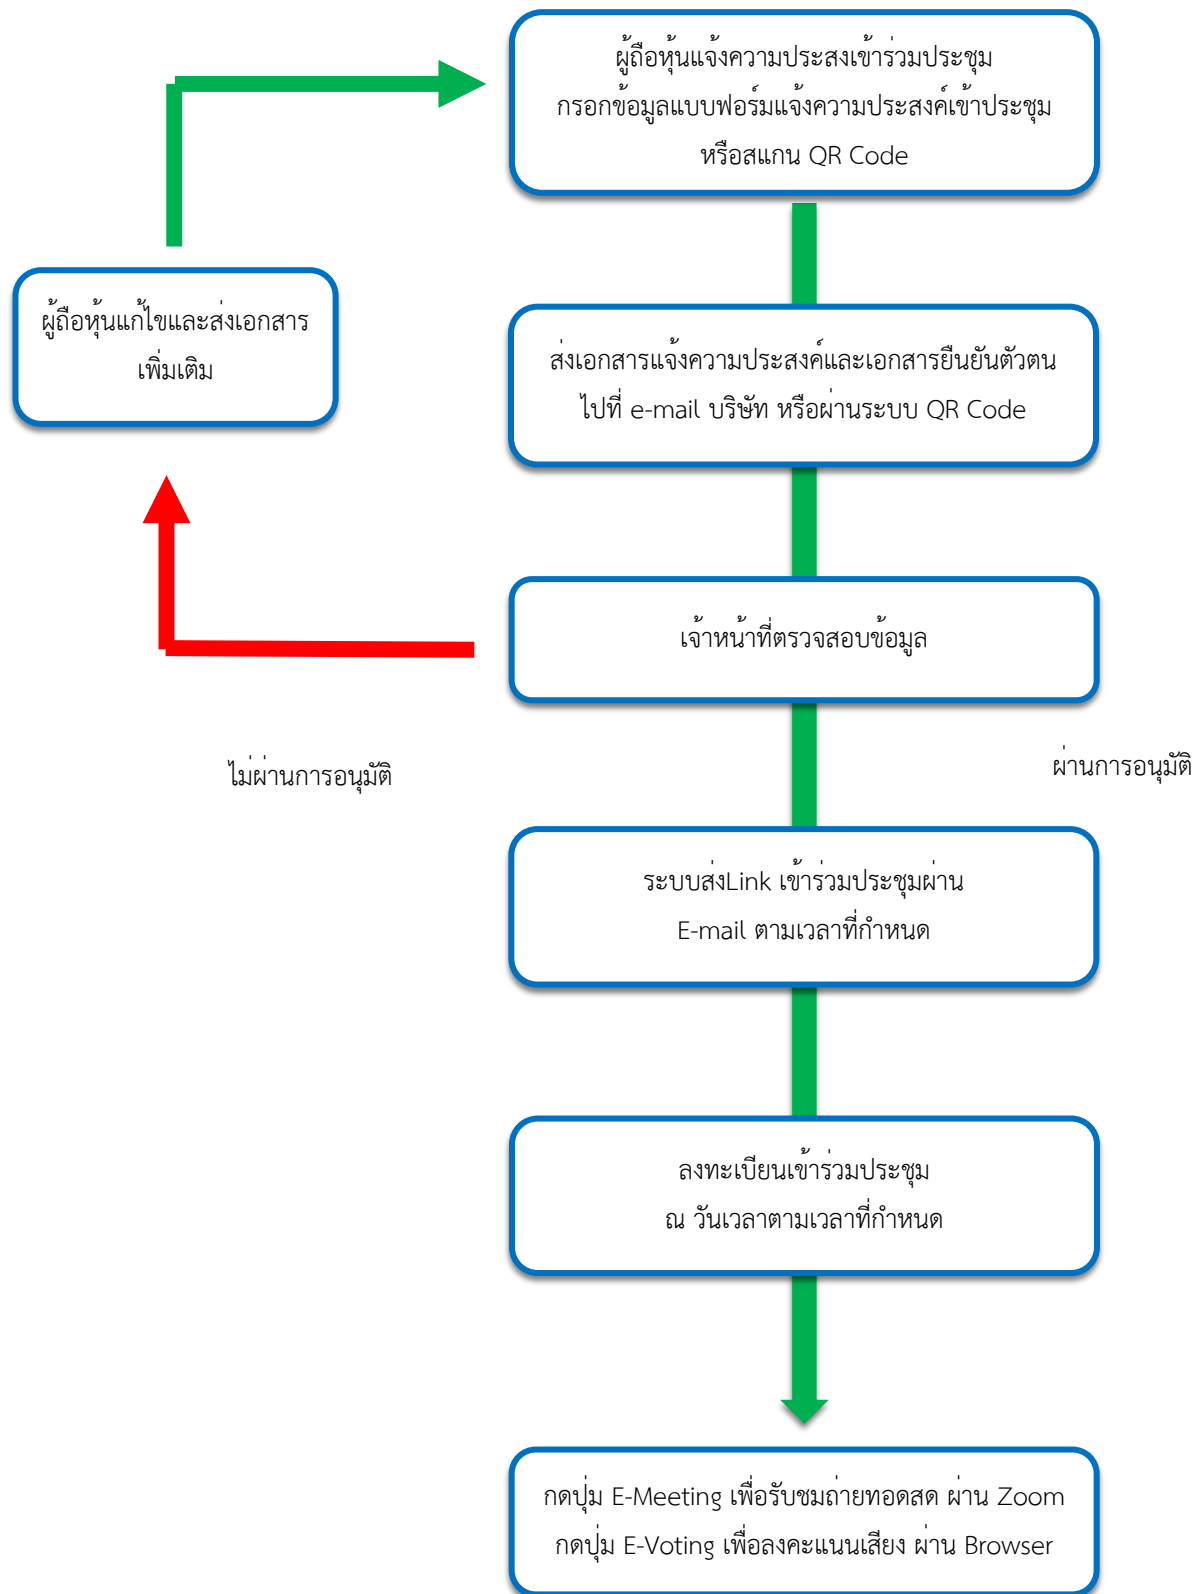 ผู้ถือหุ้นแจ้งความประสงเข้าร่วมประชุม
กรอกข้อมูลแบบฟอร์มแจ้งความประสงค์เข้าประชุม
หรือสแกน QR Code
ผู้ถือหุ้นแก้ไขและส่งเอกสาร
เพิ่มเติม
ส่งเอกสารแจ้งความประสงค์และเอกสารยืนยันตัวตน
ไปที่ e-mail บริษัท หรือผ่านระบบ QR Code
เจ้าหน้าที่ตรวจสอบข้อมูล
ไม่ผ่านการอนุมัติ
ผ่านการอนุมัติ
ระบบส่งLink เข้าร่วมประชุมผ่าน
E-mail ตามเวลาที่กำหนด
ลงทะเบียนเข้าร่วมประชุม
ณ วันเวลาตามเวลาที่กำหนด
กดปุ่ม E-Meeting เพื่อรับชมถ่ายทอดสด ผ่าน Zoom
กดปุ่ม E-Voting เพื่อลงคะแนนเสียง ผ่าน Browser